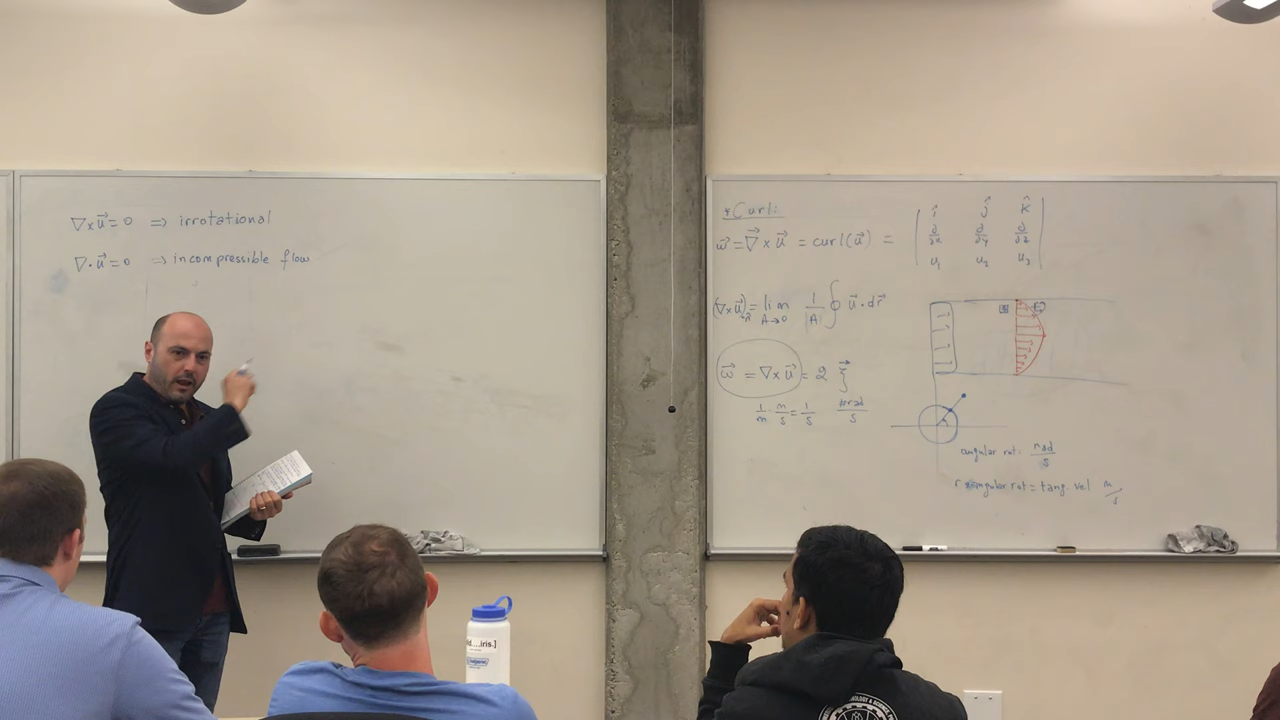 ∇×u⃗=0 => irrotational
∇·u⃗=0 => incompressible flow
*Curl:
ω⃗ = ∇⃗ × u⃗ = curl(u⃗) = | î ĵ k̂ |
| ∂/∂x ∂/∂y ∂/∂z |
| u₁ u₂ u₃ |
(∇×u⃗) = lim A→0 1/|A| ∮ u⃗·dr⃗
ω⃗ = ∇×u⃗ = 2
1/m · m/s = 1/s rad/s
angular rot: rad/s
r angular rot = tang. vel m/s